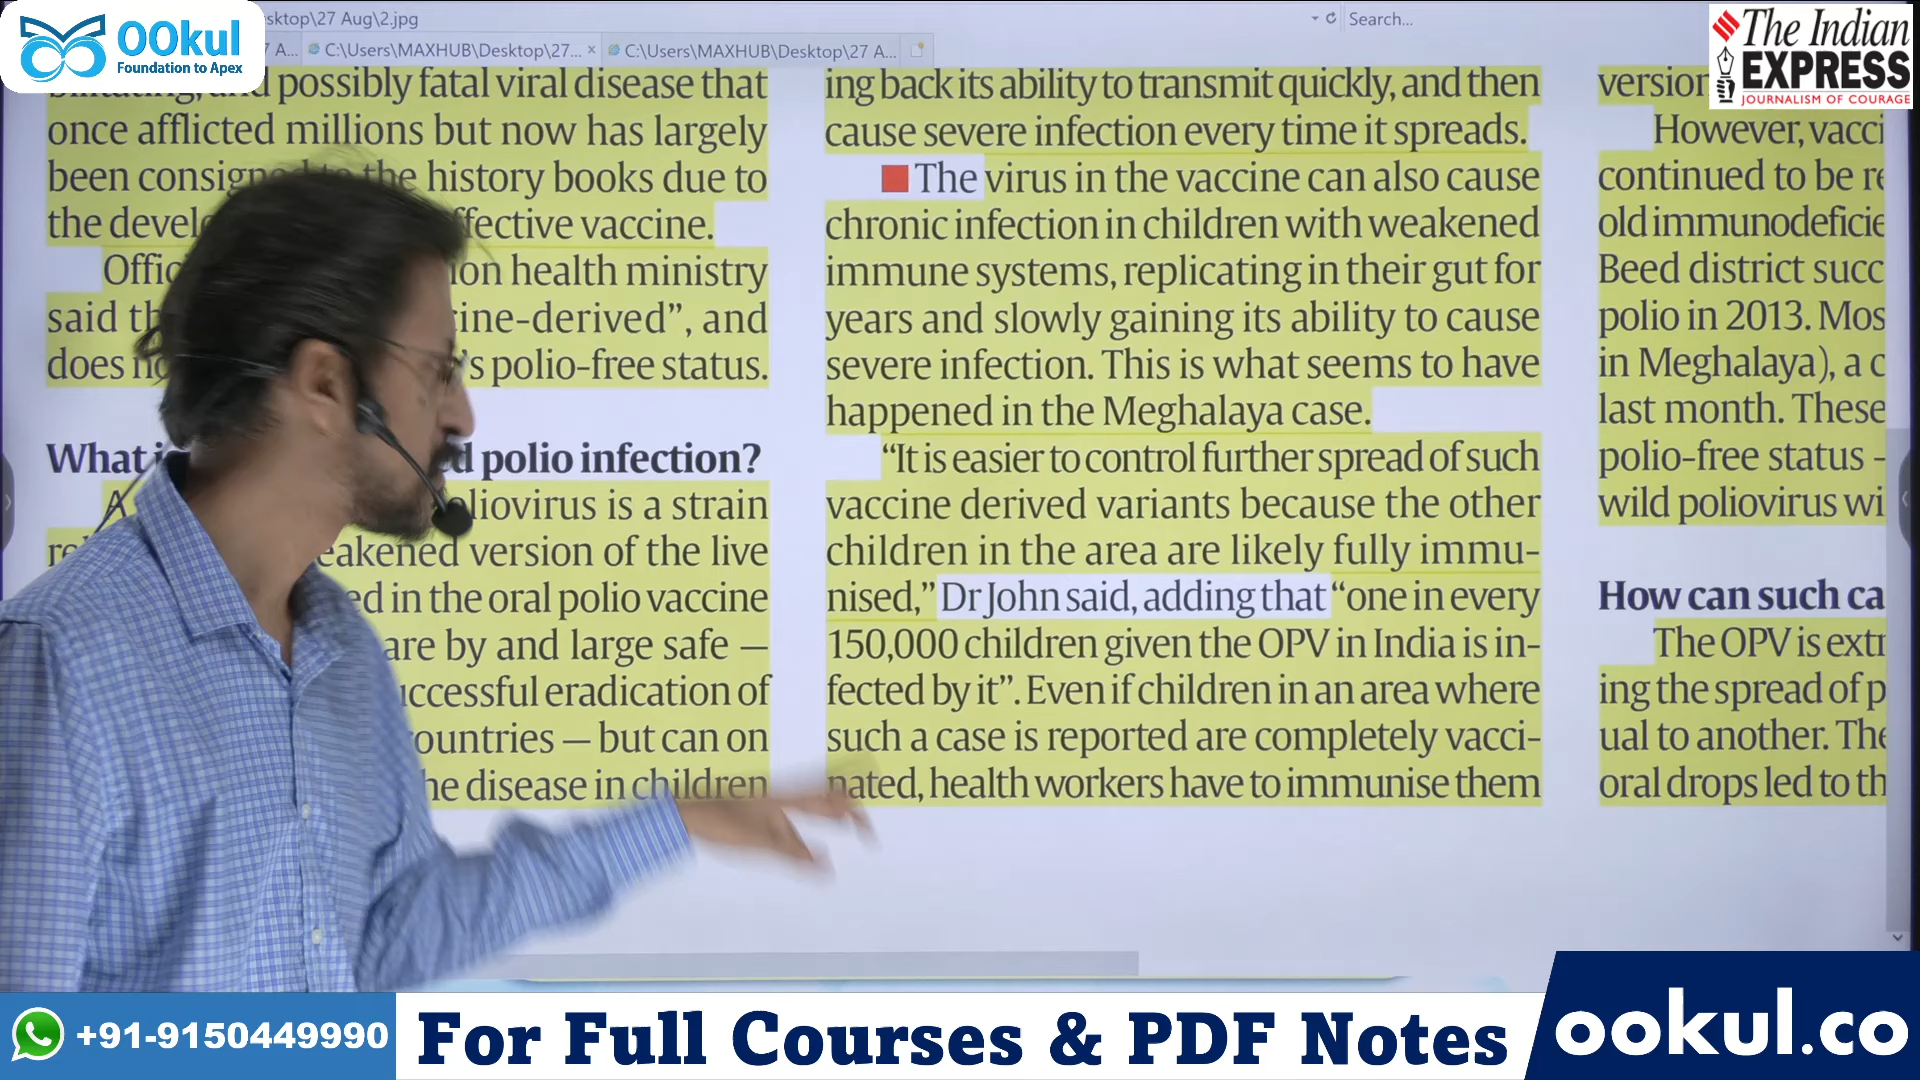 OOkul
Foundation to Apex
sktop\27 Aug\2.jpg
Search...
7 A...
C:\Users\MAXHUB\Desktop\27...
C:\Users\MAXHUB\Desktop\27 A...
The Indian
EXPRESS
JOURNALISM OF COURAGE
possibly fatal viral disease that
once afflicted millions but now has largely
been consigned to the history books due to
the devel ffective vaccine.
Offic ion health ministry
said th ine-derived”, and
does no 's polio-free status.
What i d polio infection?
A liovirus is a strain
re eakened version of the live
ed in the oral polio vaccine
are by and large safe —
uccessful eradication of
ountries — but can on
he disease in children
ing back its ability to transmit quickly, and then
cause severe infection every time it spreads.
The virus in the vaccine can also cause
chronic infection in children with weakened
immune systems, replicating in their gut for
years and slowly gaining its ability to cause
severe infection. This is what seems to have
happened in the Meghalaya case.
“It is easier to control further spread of such
vaccine derived variants because the other
children in the area are likely fully immu-
nised,” Dr John said, adding that “one in every
150,000 children given the OPV in India is in-
fected by it”. Even if children in an area where
such a case is reported are completely vacci-
nated, health workers have to immunise them
version
However, vacci
continued to be re
old immunodeficie
Beed district succ
polio in 2013. Mos
in Meghalaya), a c
last month. These
polio-free status –
wild poliovirus wi
How can such ca
The OPV is extr
ing the spread of p
ual to another. The
oral drops led to th
+91-9150449990
For Full Courses & PDF Notes
ookul.co